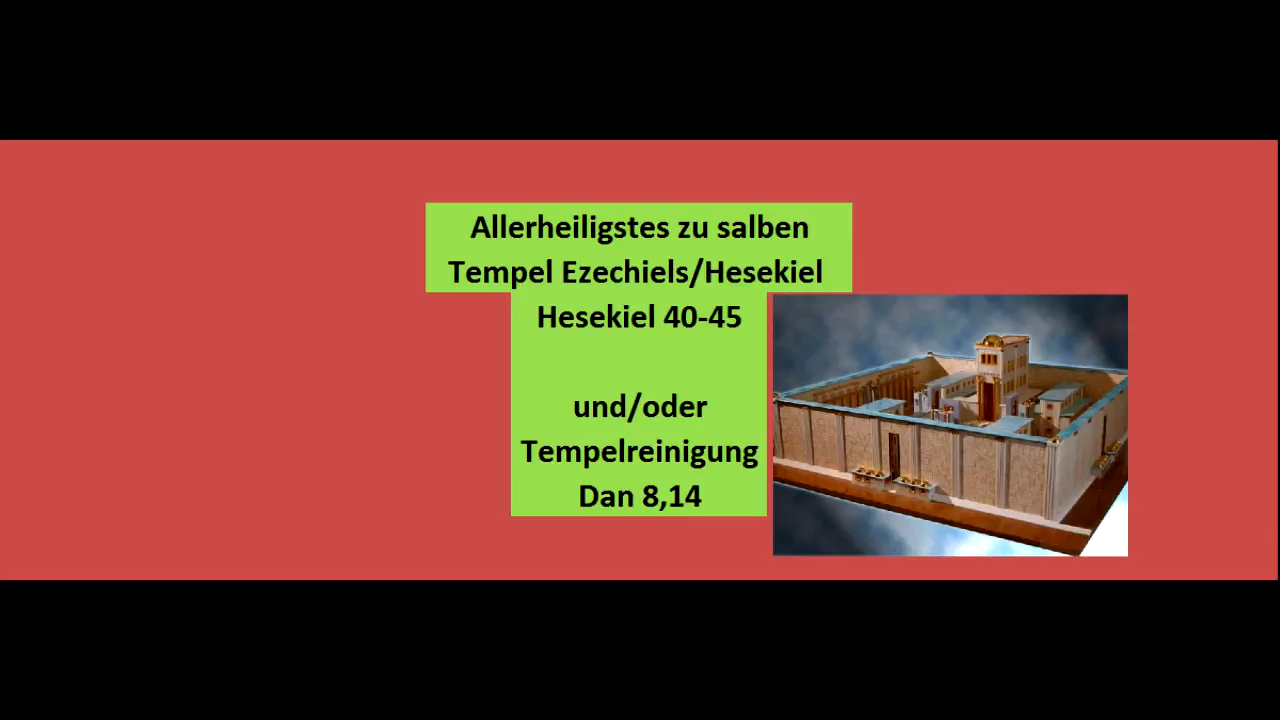 Allerheiligstes zu salben
Tempel Ezechiels/Hesekiel
Hesekiel 40-45
und/oder
Tempelreinigung
Dan 8,14